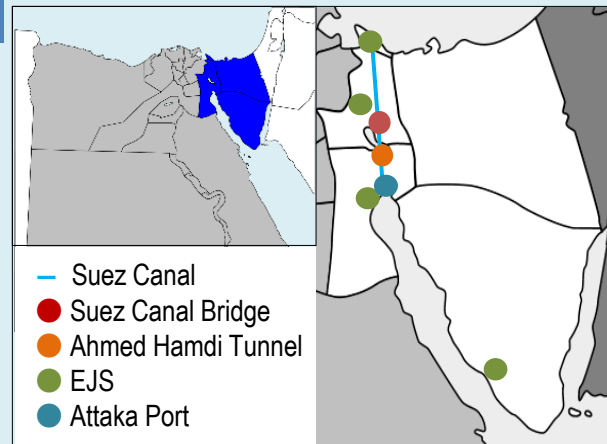 Suez Canal
Suez Canal Bridge
Ahmed Hamdi Tunnel
EJS
Attaka Port